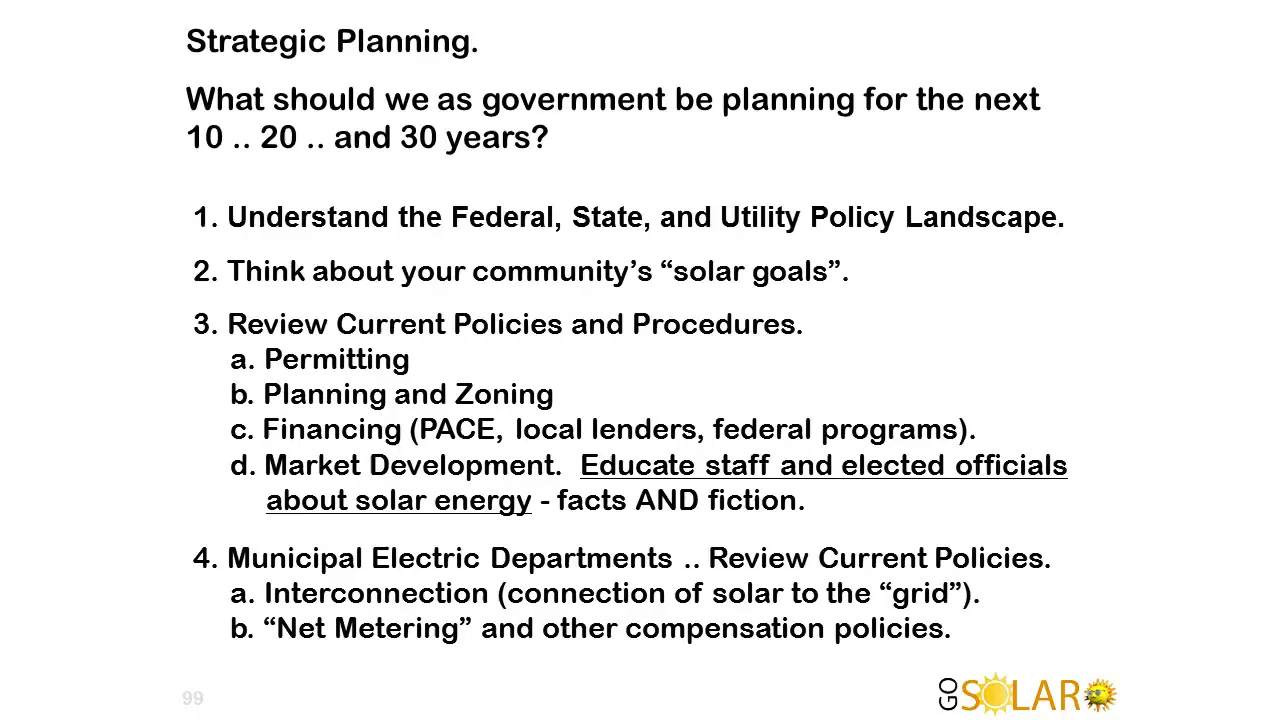 Strategic Planning.
What should we as government be planning for the next
10 .. 20 .. and 30 years?
1. Understand the Federal, State, and Utility Policy Landscape.
2. Think about your community’s “solar goals”.
3. Review Current Policies and Procedures.
a. Permitting
b. Planning and Zoning
c. Financing (PACE, local lenders, federal programs).
d. Market Development.  Educate staff and elected officials
about solar energy - facts AND fiction.
4. Municipal Electric Departments .. Review Current Policies.
a. Interconnection (connection of solar to the “grid”).
b. “Net Metering” and other compensation policies.
99
GO SOLAR